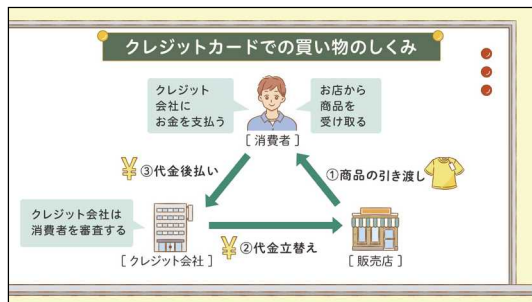 クレジットカードでの買い物のしくみ
クレジット
会社に
お金を支払う
お店から
商品を
受け取る
[ 消費者 ]
¥③代金後払い
①商品の引き渡し
クレジット会社は
消費者を審査する
[ クレジット会社 ]
¥②代金立替え
[ 販売店 ]